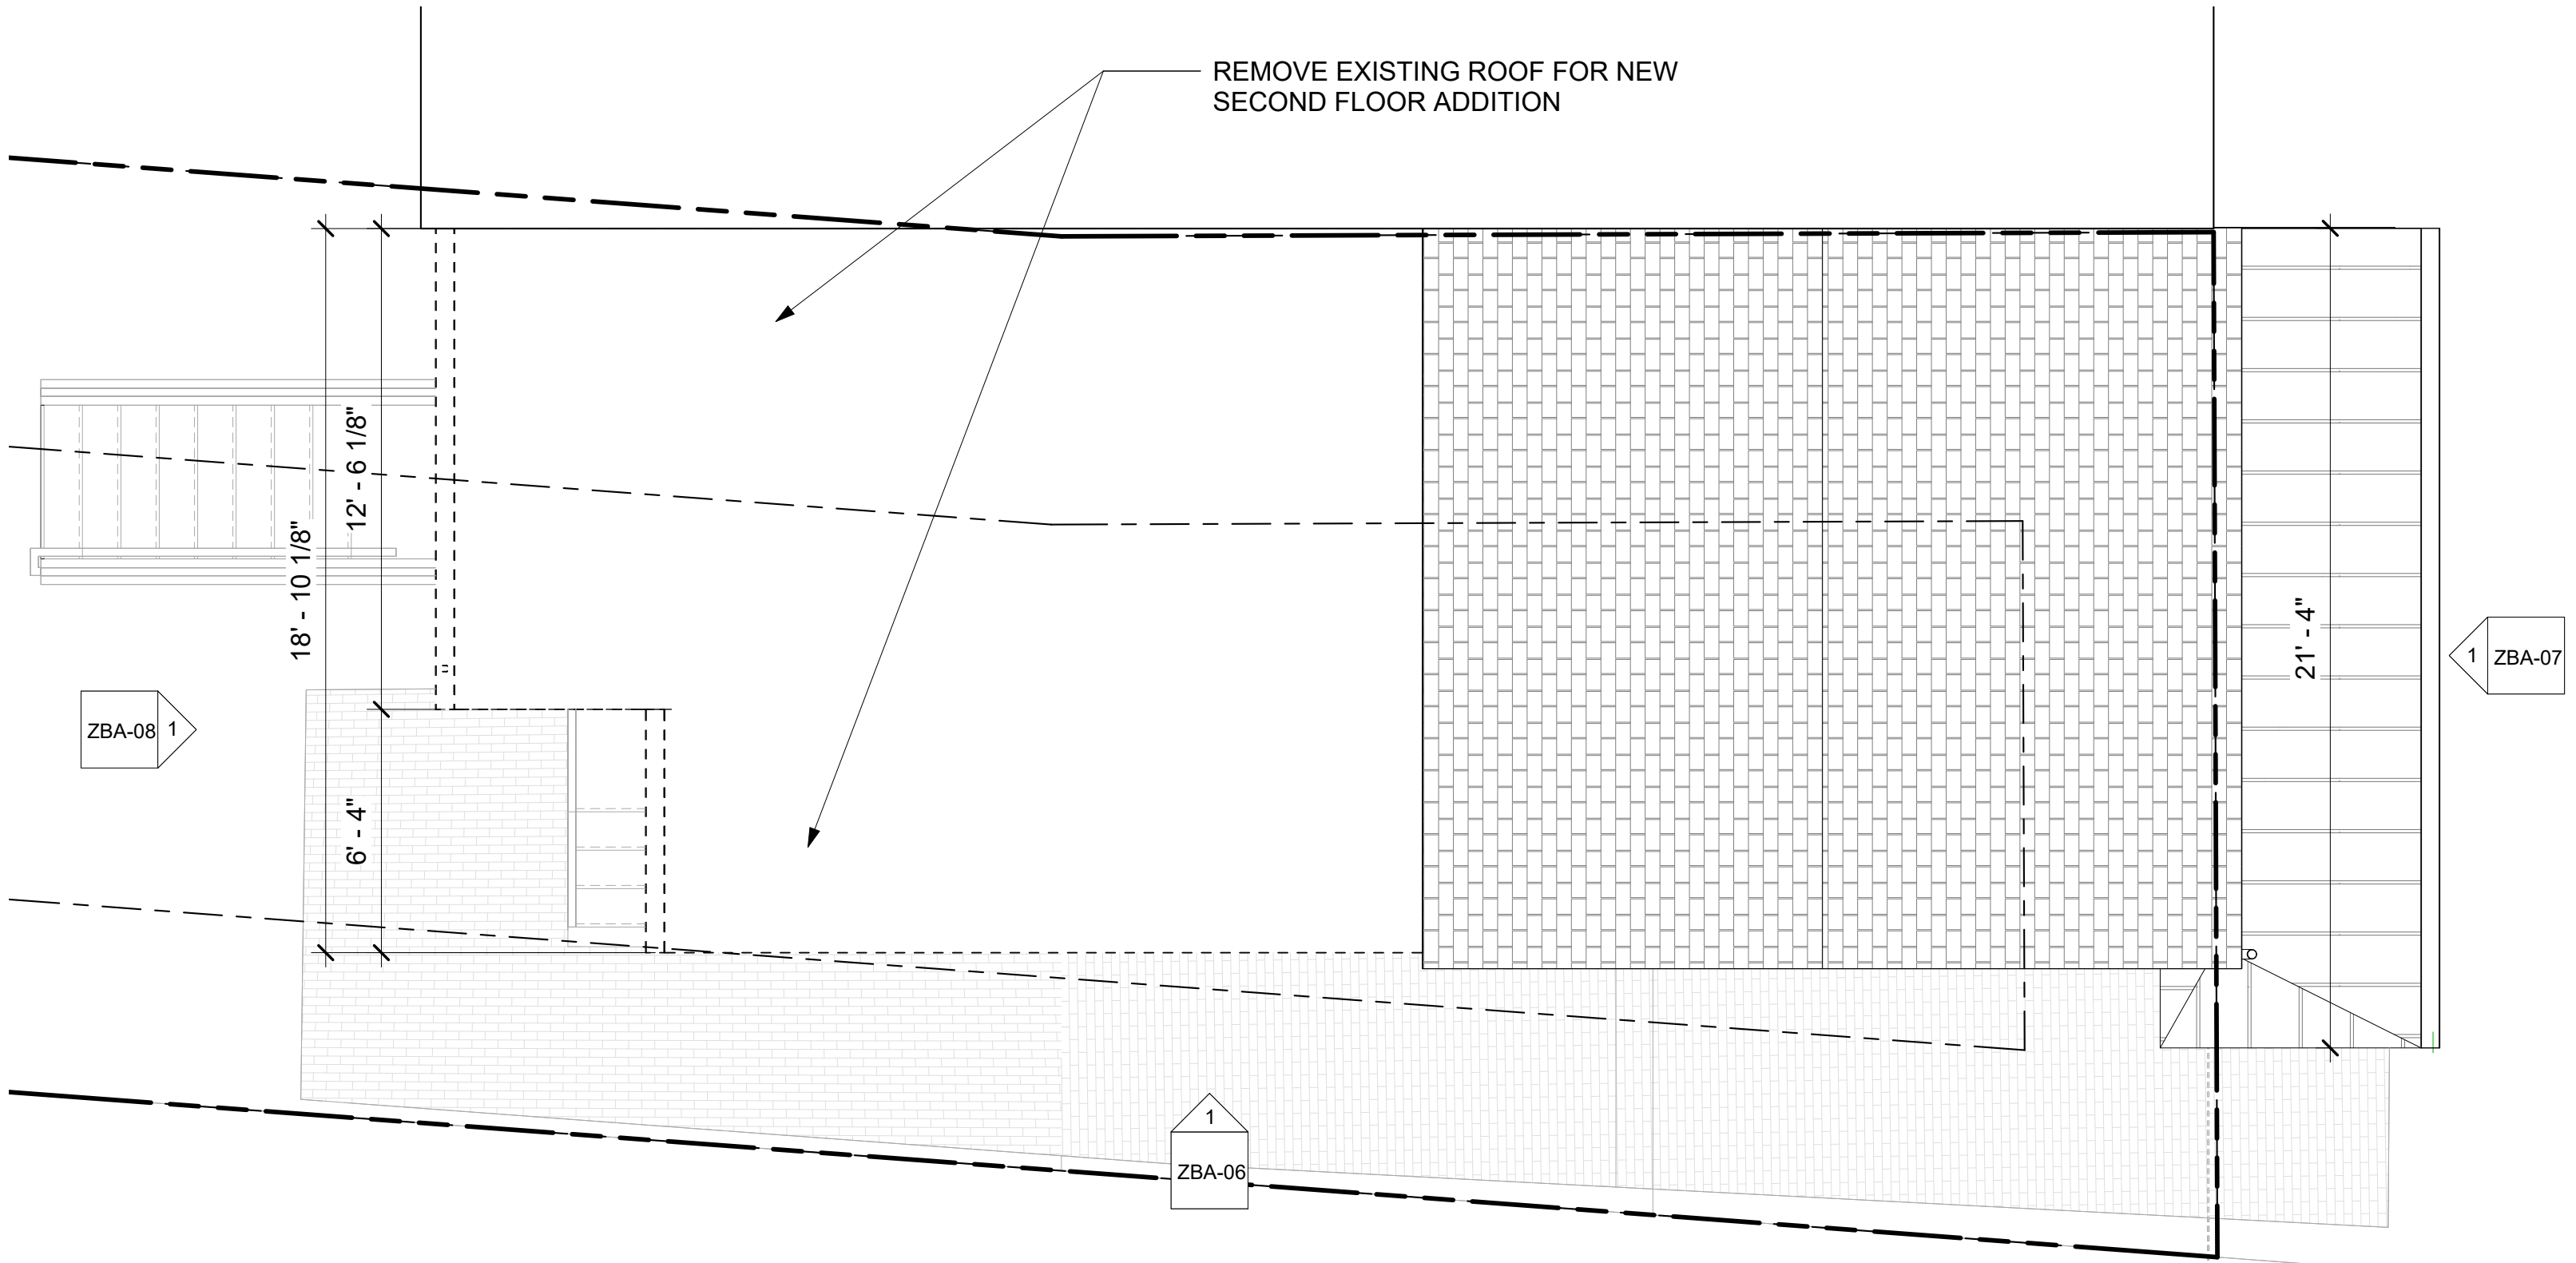 REMOVE EXISTING ROOF FOR NEW
SECOND FLOOR ADDITION
12' - 6 1/8"
18' - 10 1/8"
6' - 4"
21' - 4"
1 ZBA-07
ZBA-08 1
1
ZBA-06